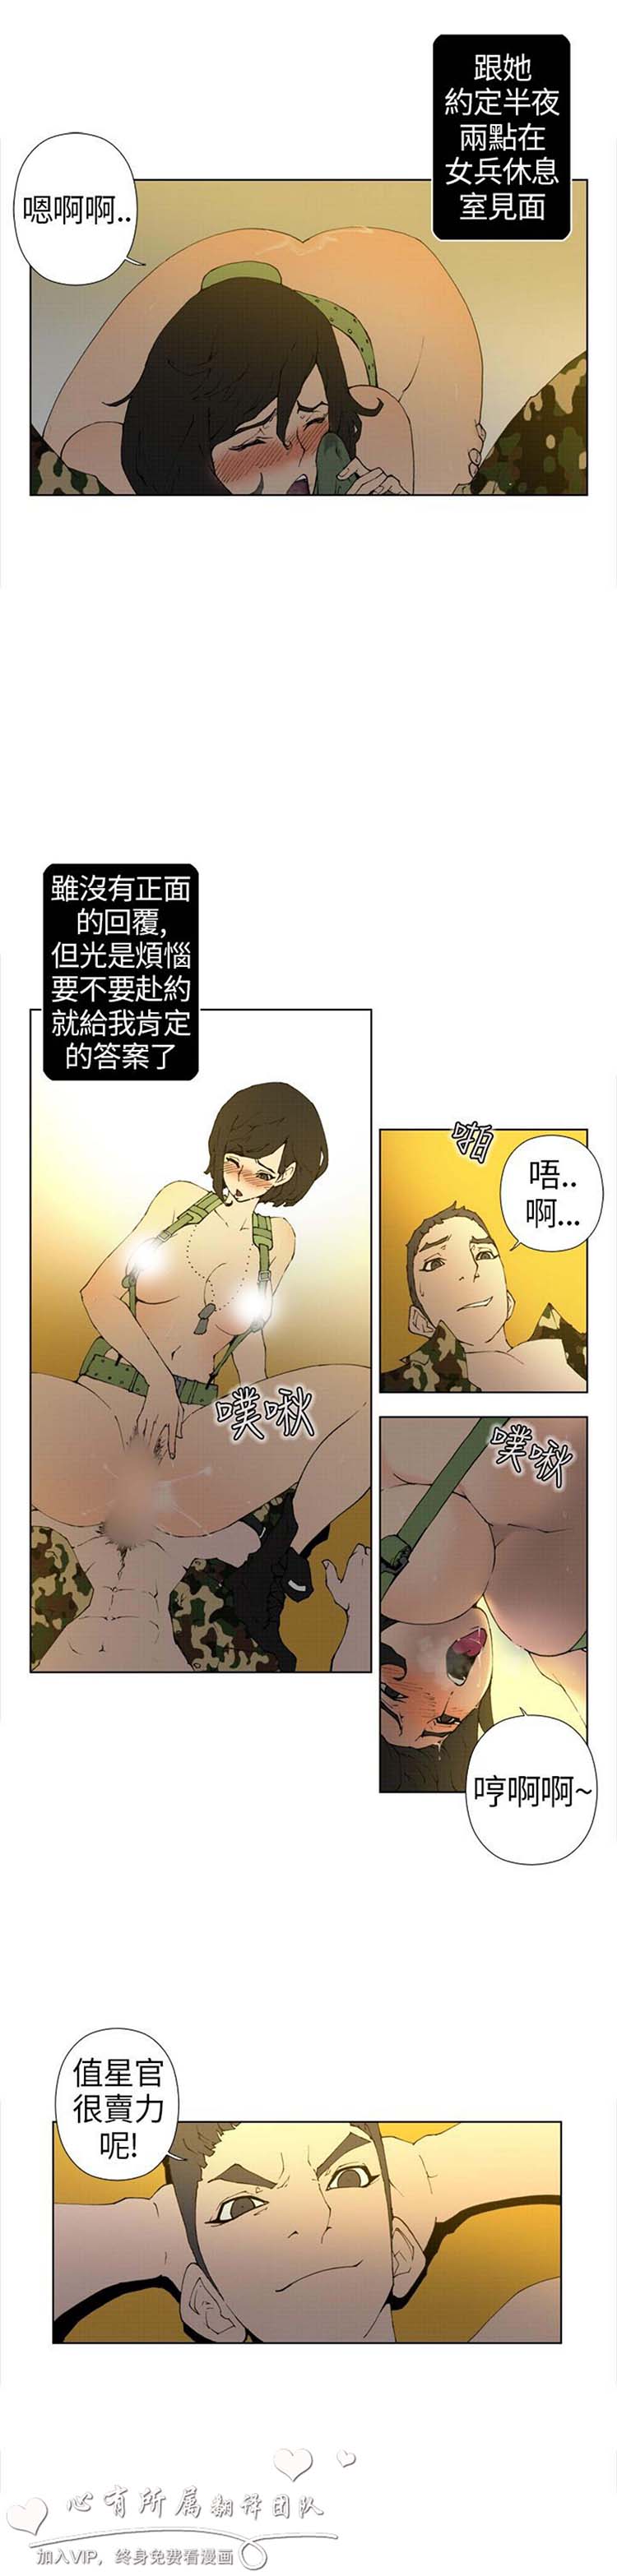 跟她
約定半夜
兩點在
女兵休息
室見面
嗯啊啊..
雖沒有正面
的回覆,
但光是煩惱
要不要赴約
就給我肯定
的答案了
啪
唔..
啊...
噗啾
噗啾
哼啊啊~
值星官
很賣力
呢!
心有所属翻译团队
加入VIP，终身免费看漫画